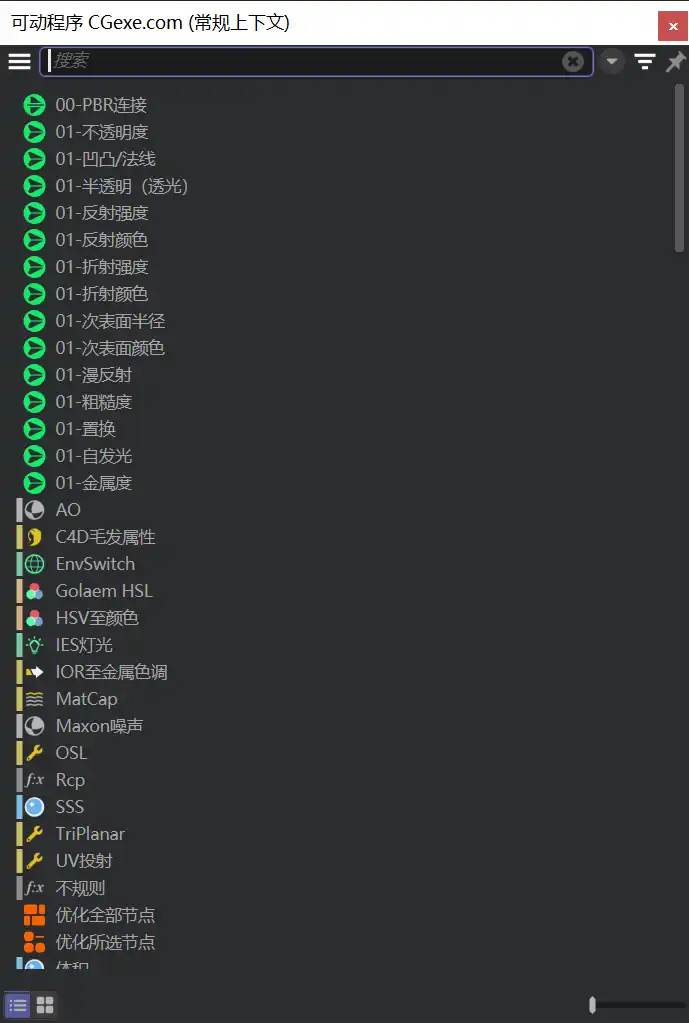 可动程序 CGexe.com (常规上下文)
搜索
00-PBR连接
01-不透明度
01-凹凸/法线
01-半透明（透光）
01-反射强度
01-反射颜色
01-折射强度
01-折射颜色
01-次表面半径
01-次表面颜色
01-漫反射
01-粗糙度
01-置换
01-自发光
01-金属度
AO
C4D毛发属性
EnvSwitch
Golaem HSL
HSV至颜色
IES灯光
IOR至金属色调
MatCap
Maxon噪声
OSL
f:x Rcp
SSS
TriPlanar
UV投射
f:x 不规则
优化全部节点
优化所选节点
体积